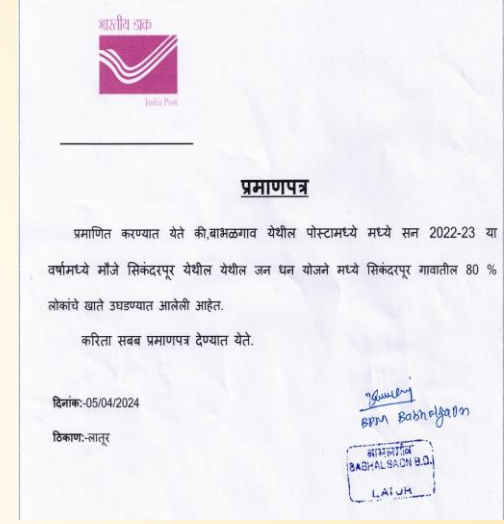 भारतीय डाक
India Post
प्रमाणपत्र
प्रमाणित करण्यात येते की,बाभळगाव येथील पोस्टामध्ये मध्ये सन 2022-23 या
वर्षामध्ये मौजे सिकंदरपूर येथील येथील जन धन योजने मध्ये सिकंदरपूर गावातील 80 %
लोकांचे खाते उघडण्यात आलेली आहेत.
करिता सबब प्रमाणपत्र देण्यात येते.
दिनांक:-05/04/2024
ठिकाण:-लातूर
BPM Babhalgaon
BABHALGAON B.O.
LATUR